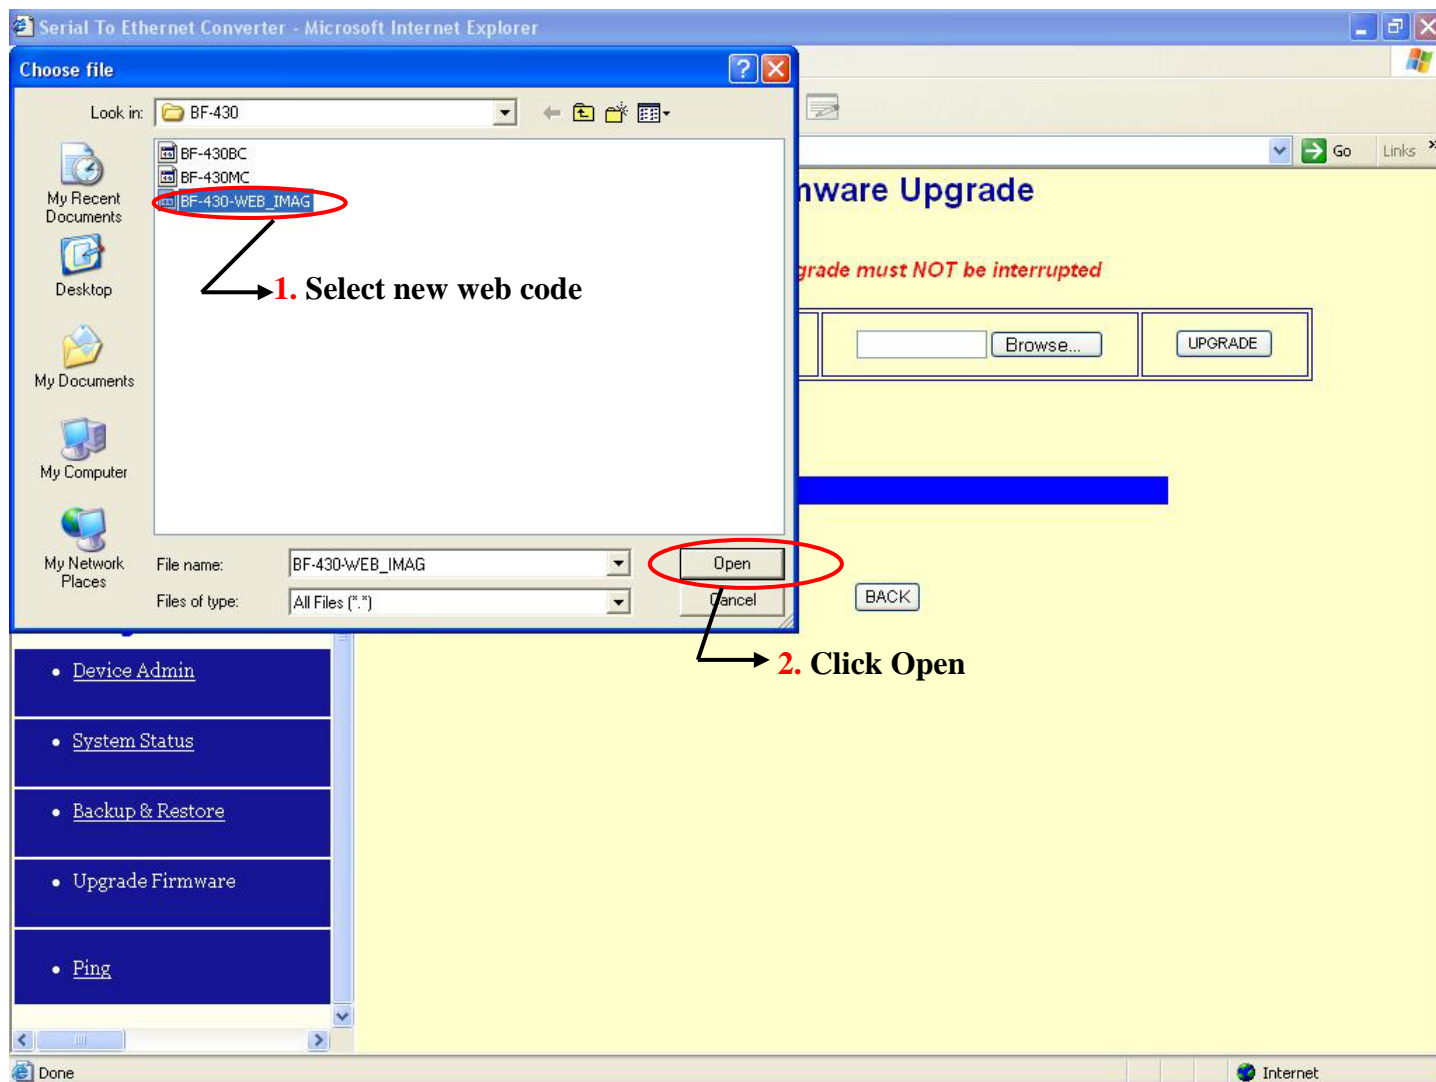 Serial To Ethernet Converter - Microsoft Internet Explorer
Choose file
Look in:
BF-430
Go
Links
BF-430BC
BF-430MC
BF-430-WEB_IMAG
My Recent
Documents
Desktop
My Documents
My Computer
My Network
Places
1. Select new web code
mware Upgrade
grade must NOT be interrupted
Browse...
UPGRADE
File name:
BF-430-WEB_IMAG
Open
Files of type:
All Files (*.*)
Cancel
BACK
2. Click Open
• Device Admin
• System Status
• Backup & Restore
• Upgrade Firmware
• Ping
Done
Internet